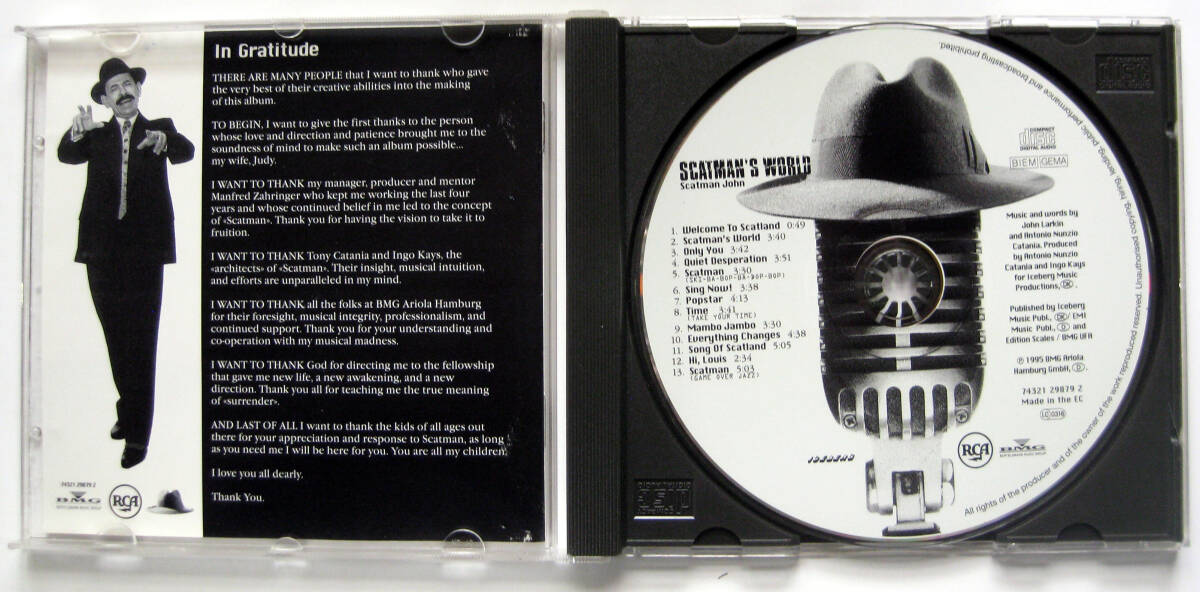 In Gratitude
THERE ARE MANY PEOPLE that I want to thank who gave
the very best of their creative abilities into the making
of this album.
TO BEGIN, I want to give the first thanks to the person
whose love and direction and patience brought me to the
soundness of mind to make such an album possible...
my wife, Judy.
I WANT TO THANK my manager, producer and mentor
Manfred Zahringer who kept me working the last four
years and whose continued belief in me led to the concept
of «Scatman». Thank you for having the vision to take it to
fruition.
I WANT TO THANK Tony Catania and Ingo Kays, the
«architects» of «Scatman». Their insight, musical intuition,
and efforts are unparalleled in my mind.
I WANT TO THANK all the folks at BMG Ariola Hamburg
for their foresight, musical integrity, professionalism, and
continued support. Thank you for your understanding and
co-operation with my musical madness.
I WANT TO THANK God for directing me to the fellowship
that gave me new life, a new awakening, and a new
direction. Thank you all for teaching me the true meaning
of «surrender».
AND LAST OF ALL I want to thank the kids of all ages out
there for your appreciation and response to Scatman, as long
as you need me I will be here for you. You are all my children.
I love you all dearly.
Thank You.
74321 29879 2
BMG
RCA
SCATMAN'S WORLD
Scatman John
1. Welcome To Scatland 0:49
2. Scatman's World 3:40
3. Only You 3:42
4. Quiet Desperation 3:51
5. Scatman 3:30
(SKI-BA-BOP-BA-DOP-BOP)
6. Sing Now! 3:38
7. Popstar 4:13
8. Time 3:41
(TAKE YOUR TIME)
9. Mambo Jambo 3:30
10. Everything Changes 4:38
11. Song Of Scatland 5:05
12. Hi, Louis 2:34
13. Scatman 5:03
(GAME OVER JAZZ)
COMPACT
disc
DIGITAL AUDIO
BIEM GEMA
Music and words by
John Larkin
and Antonio Nunzio
Catania. Produced
by Antonio Nunzio
Catania and Ingo Kays
for Iceberg Music
Productions, DK.
Published by Iceberg
Music Publ., DK / EMI
Music Publ., D and
Edition Scales / BMG UFA
℗ 1995 BMG Ariola
Hamburg GmbH, D.
74321 29879 2
Made in the EC
LC 0316
ICEBERG
RCA
BMG
All rights of the producer and of the owner of the work reproduced reserved. Unauthorised copying, hiring, lending, public performance and broadcasting prohibited.